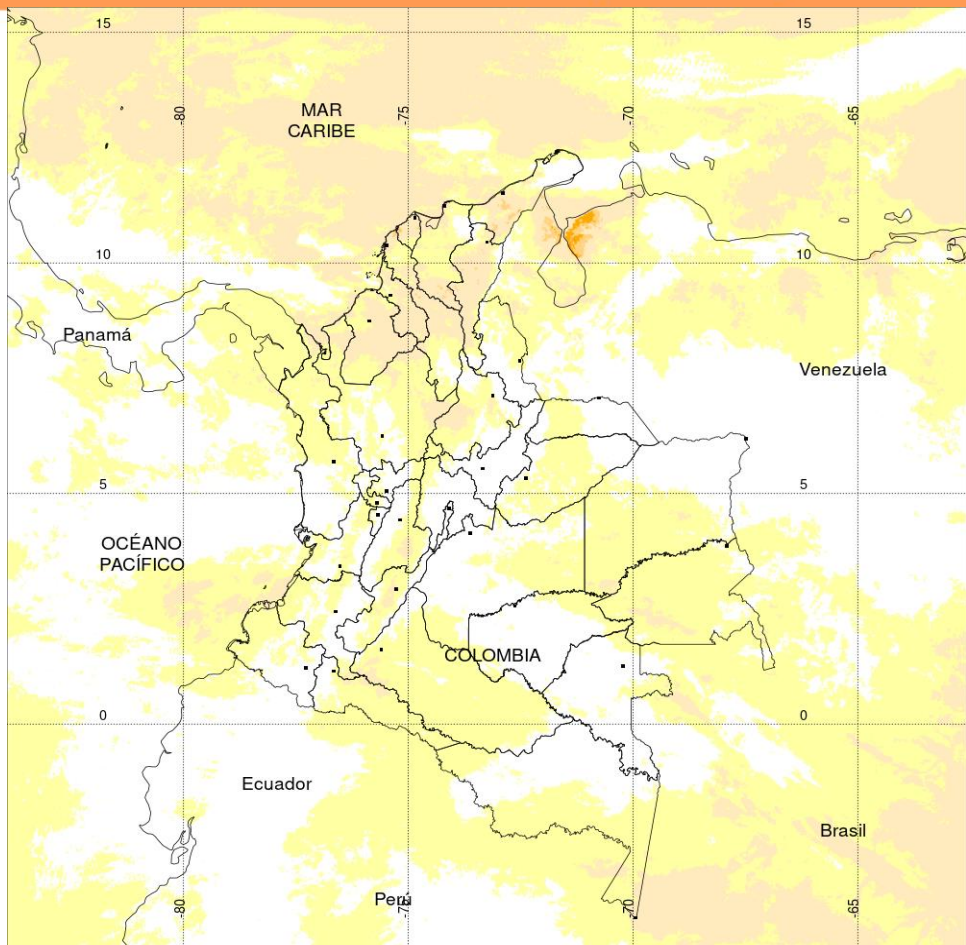 15 15
-80 -75 -70 -65
MAR
CARIBE
10 10
Panamá
Venezuela
5 5
OCÉANO
PACÍFICO
COLOMBIA
0 0
Ecuador
Brasil
Perú
-80 -75 -70 -65